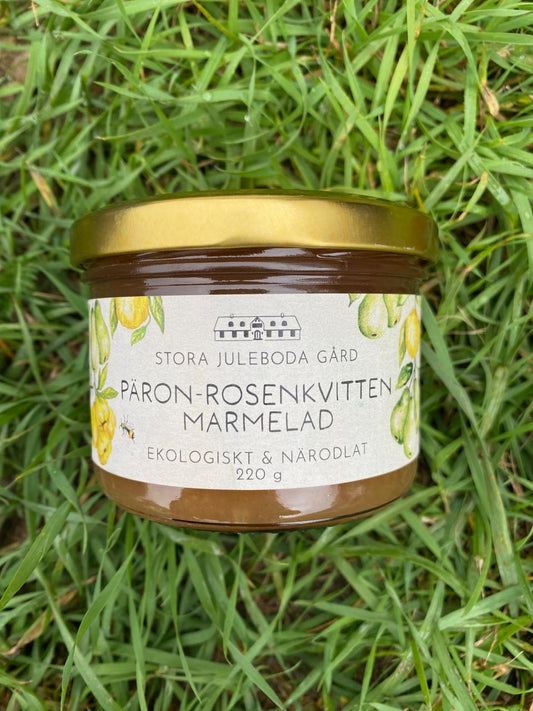 STORA JULEBODA GÅRD
PÄRON-ROSENKVITTEN
MARMELAD
EKOLOGISKT & NÄRODLAT
220 g